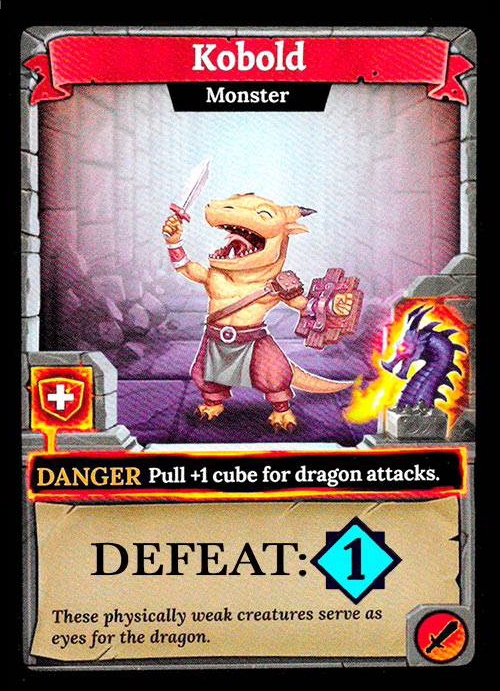 Kobold
Monster
DANGER Pull +1 cube for dragon attacks.
DEFEAT: 1
These physically weak creatures serve as
eyes for the dragon.